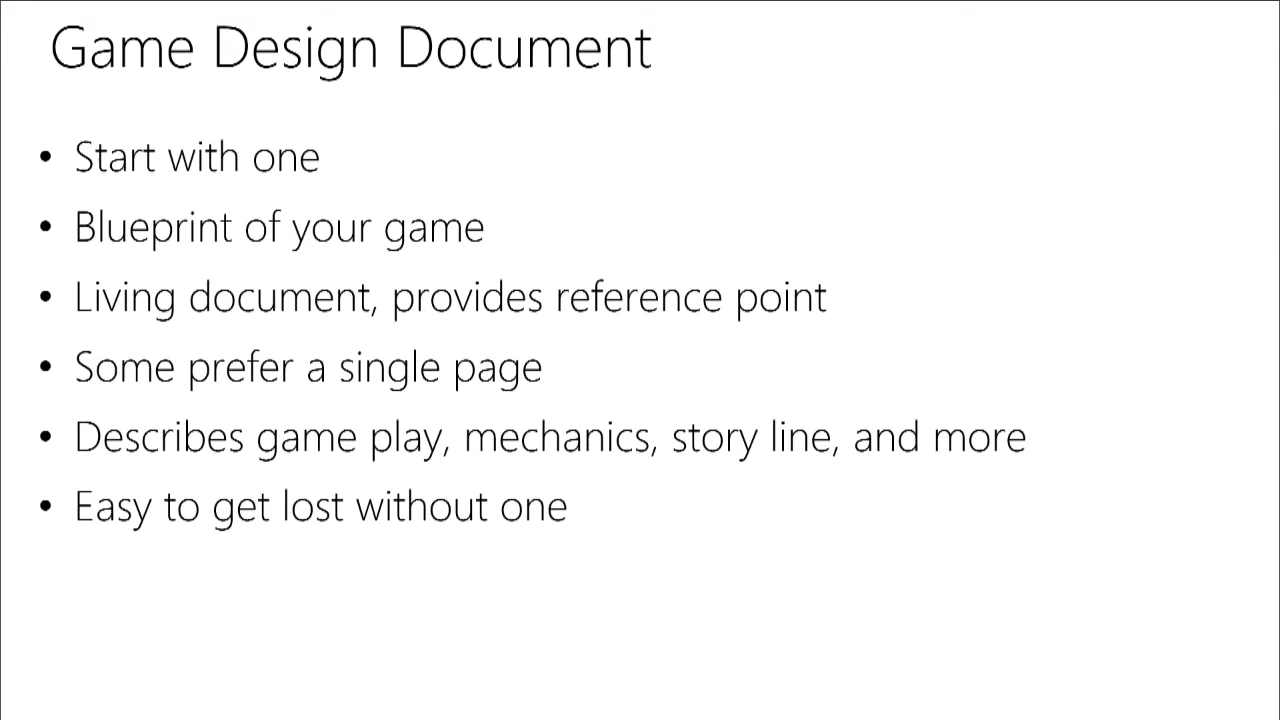 Game Design Document
• Start with one
• Blueprint of your game
• Living document, provides reference point
• Some prefer a single page
• Describes game play, mechanics, story line, and more
• Easy to get lost without one